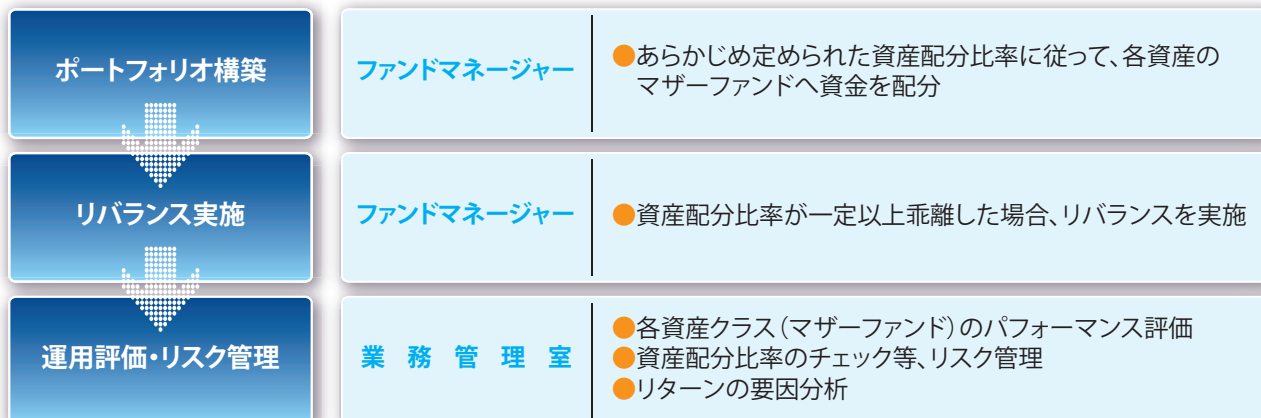 ポートフォリオ構築
ファンドマネージャー
●あらかじめ定められた資産配分比率に従って、各資産の
マザーファンドへ資金を配分
リバランス実施
ファンドマネージャー
●資産配分比率が一定以上乖離した場合、リバランスを実施
運用評価・リスク管理
業務管理室
●各資産クラス(マザーファンド)のパフォーマンス評価
●資産配分比率のチェック等、リスク管理
●リターンの要因分析